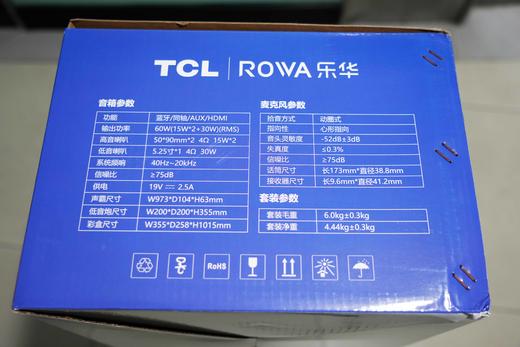 TCL | ROWA 乐华
音箱参数
功能 蓝牙/同轴/AUX/HDMI
输出功率 60W(15W*2+30W)(RMS)
高音喇叭 50*90mm*2 4Ω 15W*2
低音喇叭 5.25寸*1 4Ω 30W
系统频响 40Hz~20kHz
信噪比 ≥75dB
供电 19V ⎓ 2.5A
声霸尺寸 W973*D104*H63mm
低音炮尺寸 W200*D200*H355mm
彩盒尺寸 W355*D258*H1015mm
麦克风参数
拾音方式 动圈式
指向性 心形指向
音头灵敏度 -52dB±3dB
失真度 ≤0.3%
信噪比 ≥75dB
话筒尺寸 长173mm*直径38.8mm
接收器尺寸 长9.6mm*直径41.2mm
套装参数
套装毛重 6.0kg±0.3kg
套装净重 4.44kg±0.3kg
RoHS